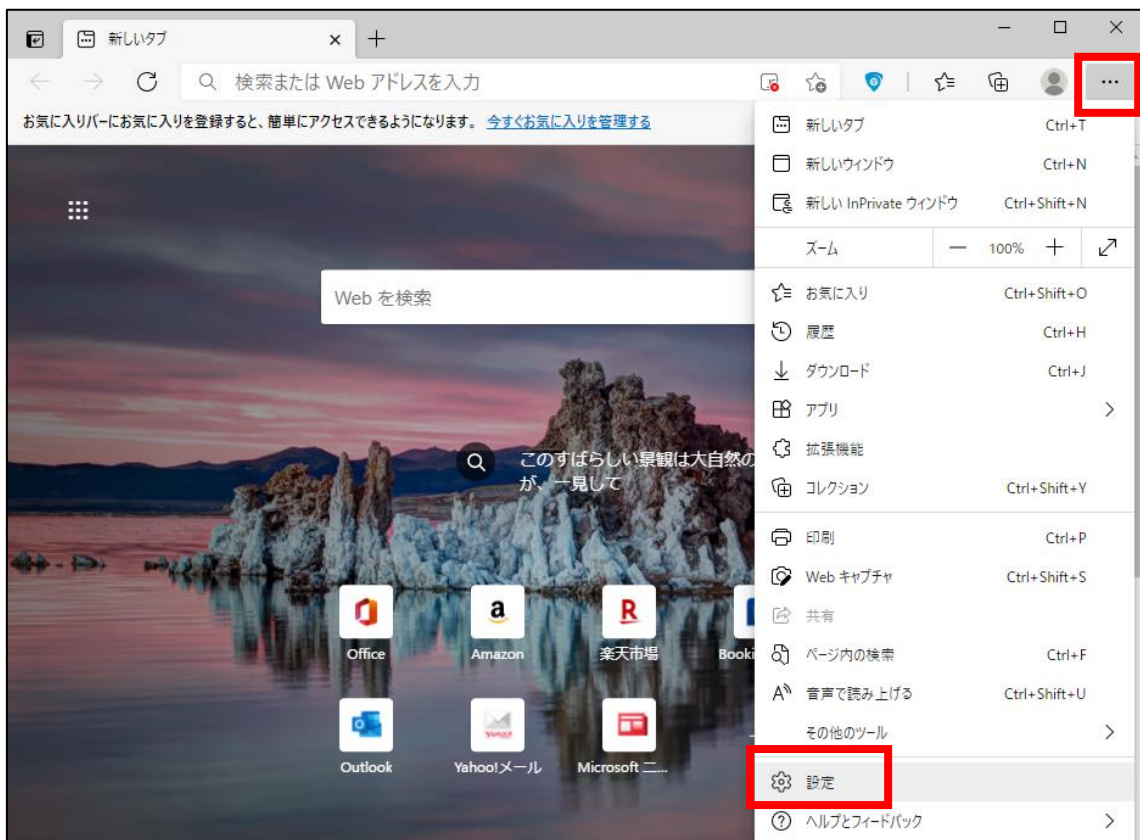 新しいタブ
検索または Web アドレスを入力
お気に入りバーにお気に入りを登録すると、簡単にアクセスできるようになります。 今すぐお気に入りを管理する
新しいタブ Ctrl+T
新しいウィンドウ Ctrl+N
新しい InPrivate ウィンドウ Ctrl+Shift+N
ズーム 100%
お気に入り Ctrl+Shift+O
履歴 Ctrl+H
ダウンロード Ctrl+J
アプリ
拡張機能
コレクション Ctrl+Shift+Y
印刷 Ctrl+P
Web キャプチャ Ctrl+Shift+S
共有
ページ内の検索 Ctrl+F
音声で読み上げる Ctrl+Shift+U
その他のツール
設定
ヘルプとフィードバック
Web を検索
このすばらしい景観は大自然の
が、一見して
Office Amazon 楽天市場 Booki
Outlook Yahoo!メール Microsoft ニ...